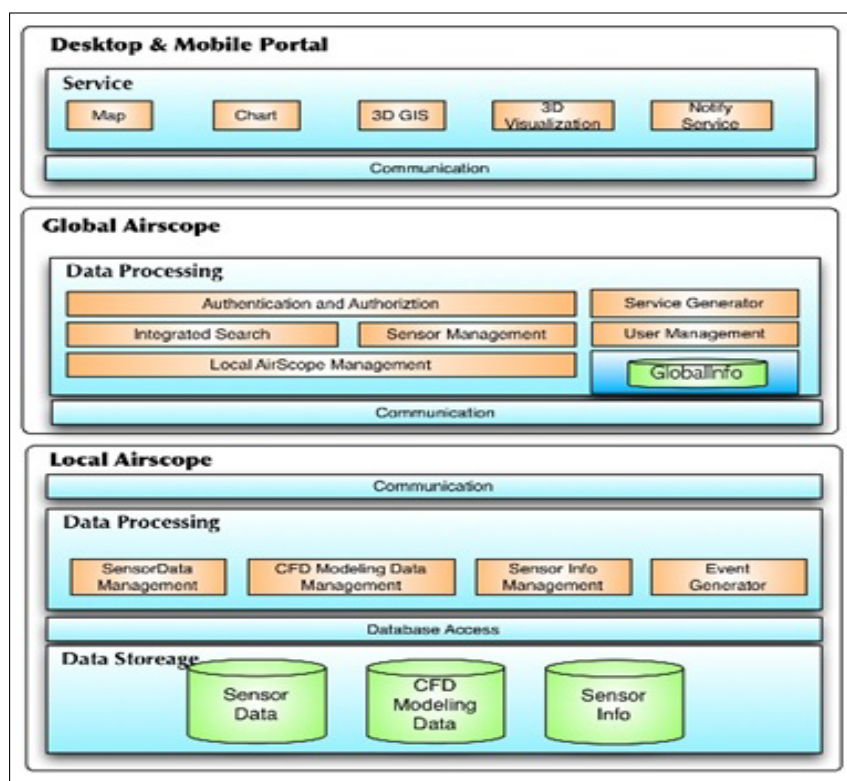 Desktop & Mobile Portal
Service
Map
Chart
3D GIS
3D
Visualization
Notify
Service
Communication
Global Airscope
Data Processing
Authentication and Authoriztion
Service Generator
Integrated Search
Sensor Management
User Management
Local AirScope Management
GlobalInfo
Communication
Local Airscope
Communication
Data Processing
SensorData
Management
CFD Modeling Data
Management
Sensor Info
Management
Event
Generator
Database Access
Data Storeage
Sensor
Data
CFD
Modeling
Data
Sensor
Info